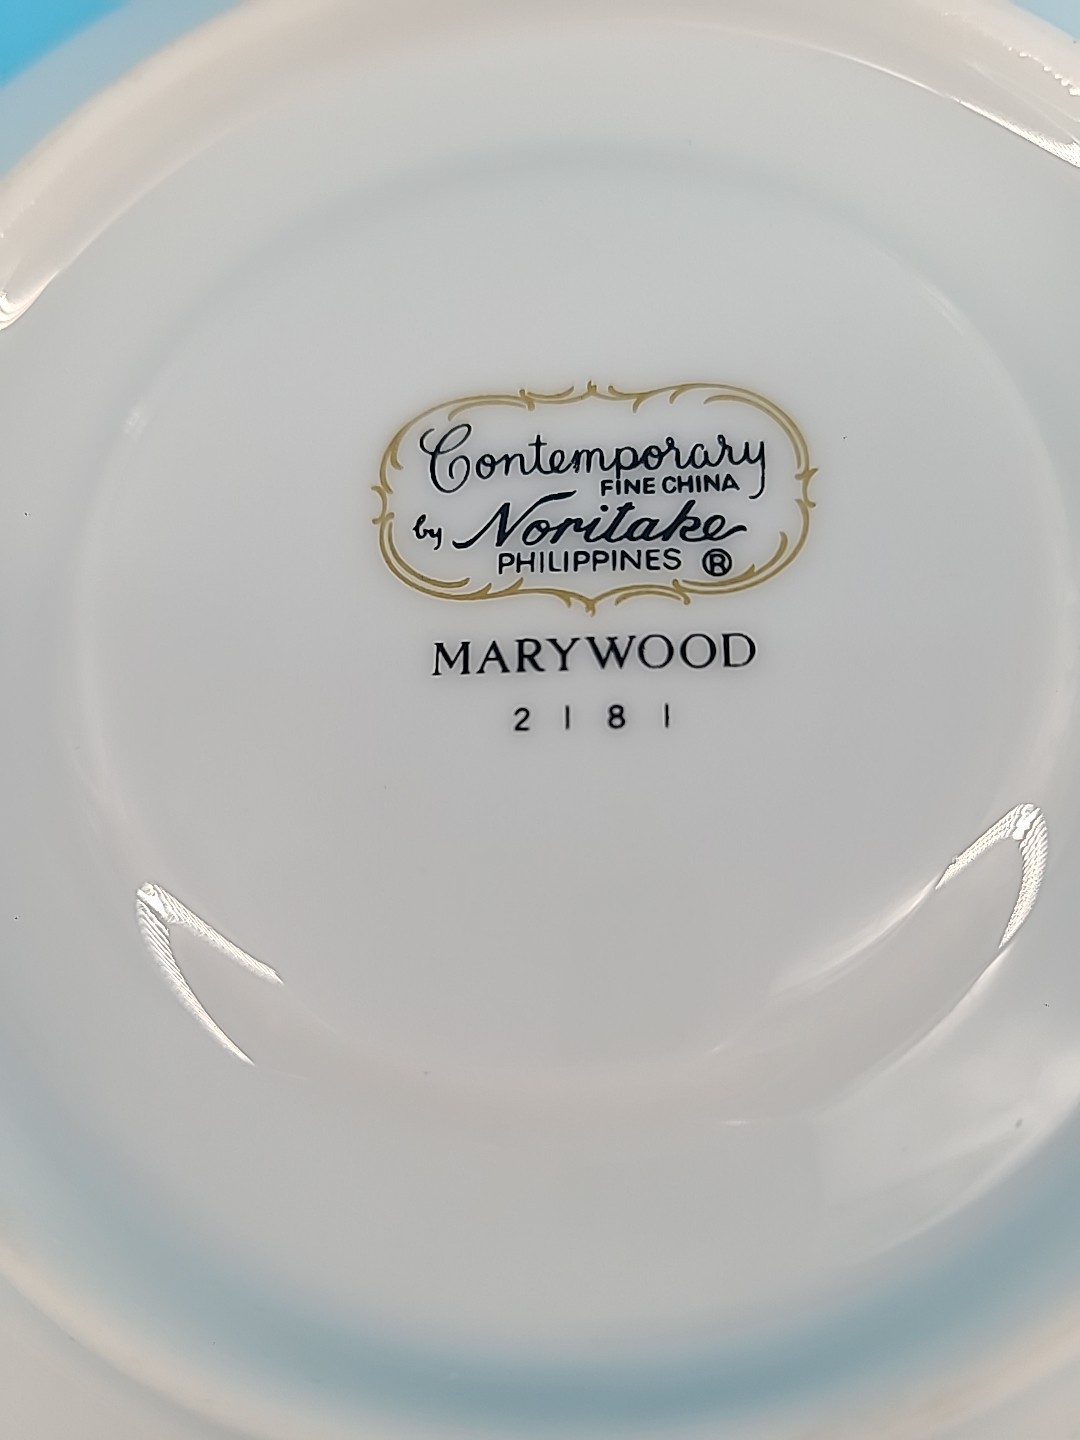 Contemporary
FINE CHINA
by Noritake
PHILIPPINES ®
MARYWOOD
2181